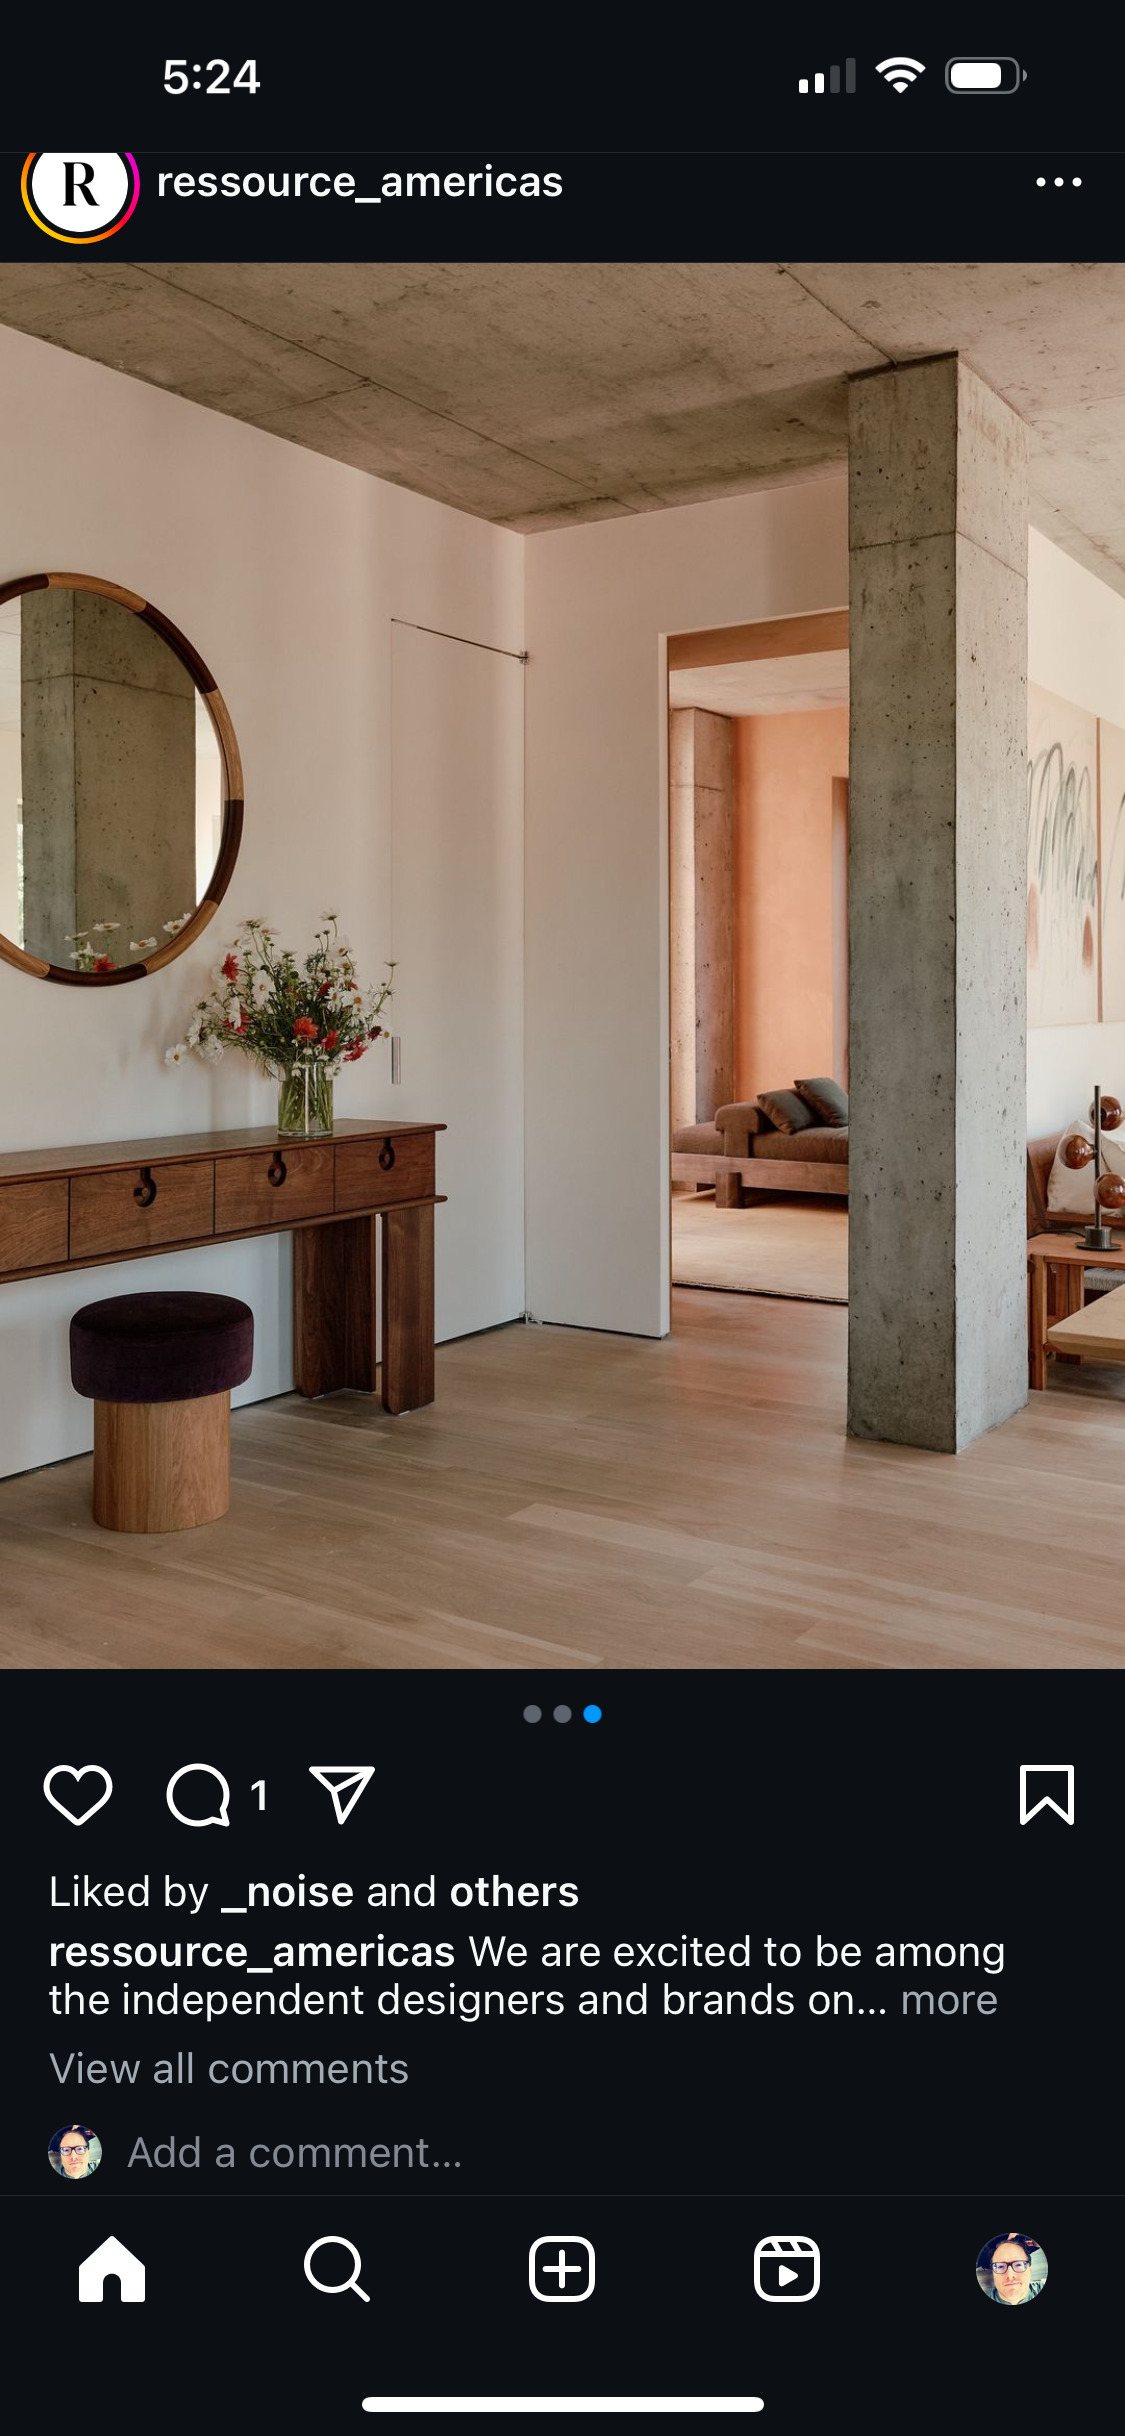 5:24
R
ressource_americas
1
Liked by _noise and others
ressource_americas We are excited to be among
the independent designers and brands on... more
View all comments
Add a comment...